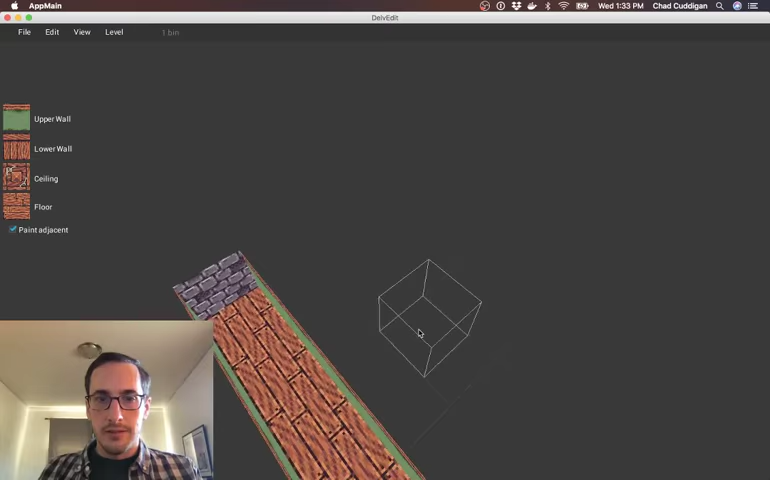 AppMain
Wed 1:33 PM Chad Cuddigan
DelvEdit
File Edit View Level 1.bin
Upper Wall
Lower Wall
Ceiling
Floor
Paint adjacent